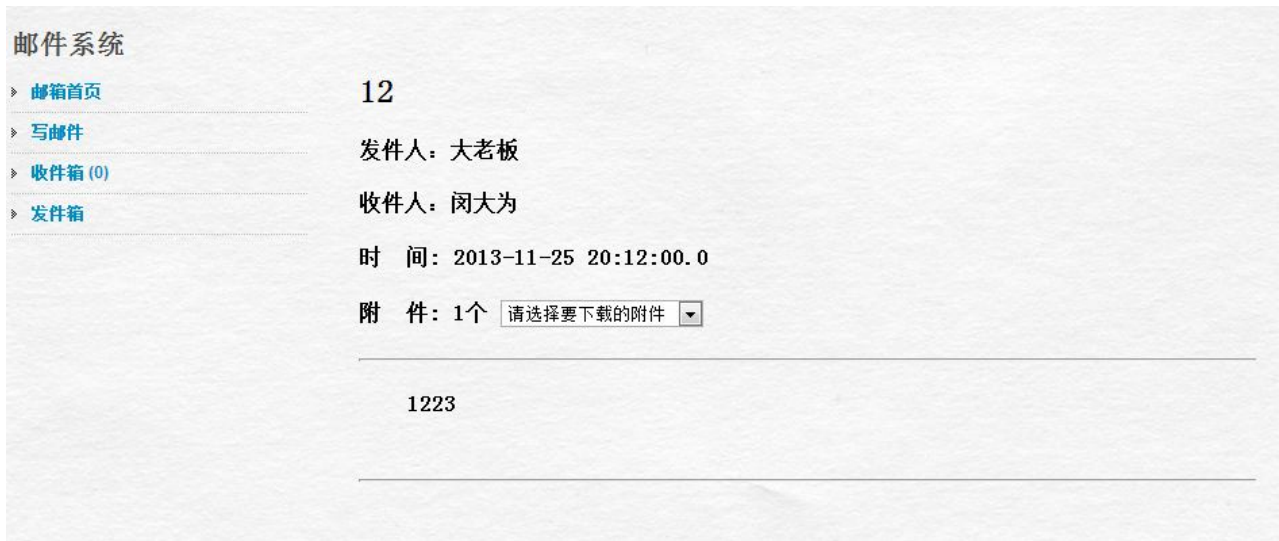 邮件系统
邮箱首页
写邮件
收件箱 (0)
发件箱
12
发件人：大老板
收件人：闵大为
时　间：2013-11-25 20:12:00.0
附　件：1个 请选择要下载的附件
1223